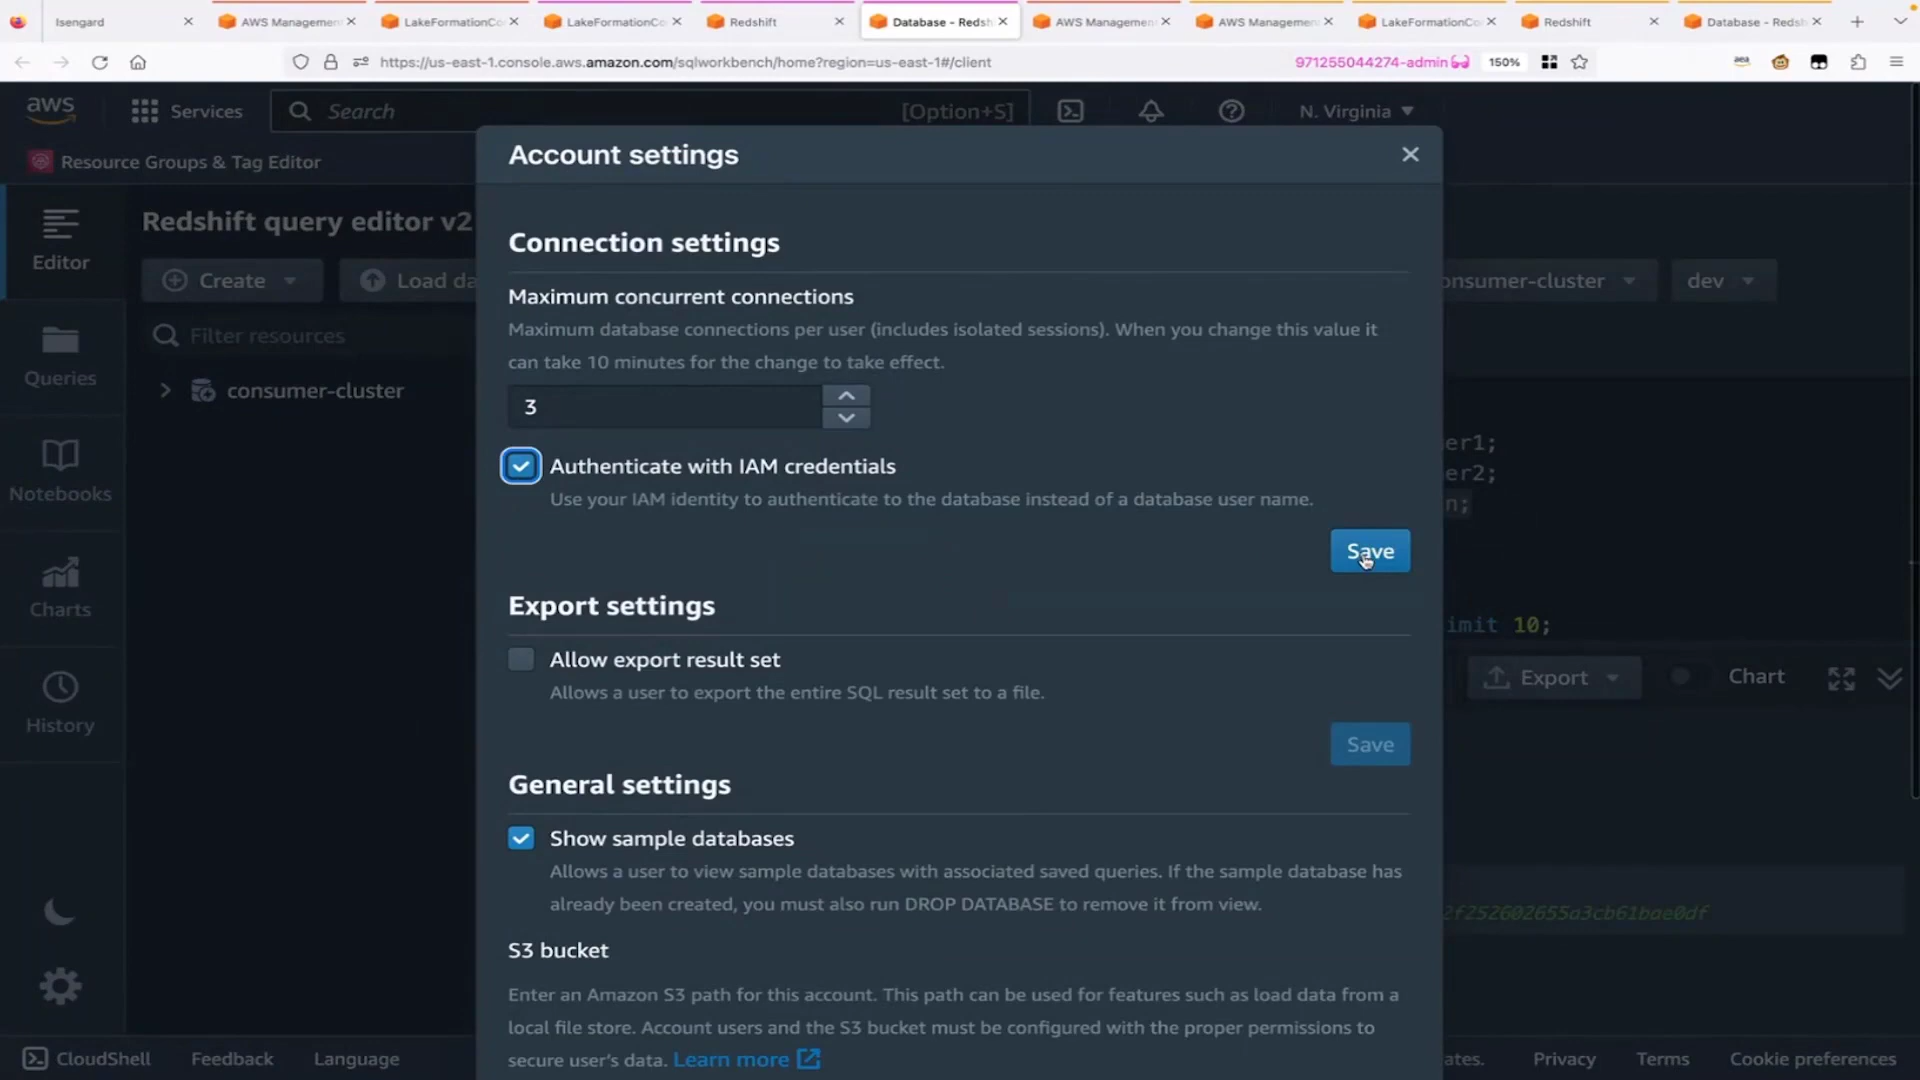 Isengard
AWS Managemen
LakeFormationCo
LakeFormationCo
Redshift
Database - Redsh
AWS Managemen
AWS Managemen
LakeFormationCo
Redshift
Database - Redsh
https://us-east-1.console.aws.amazon.com/sqlworkbench/home?region=us-east-1#/client
971255044274-admin
150%
aws
Services
Search
[Option+S]
N. Virginia
Resource Groups & Tag Editor
Account settings
Redshift query editor v2
Editor
Create
Load da
onsumer-cluster
dev
Filter resources
consumer-cluster
Queries
Notebooks
Charts
History
Connection settings
Maximum concurrent connections
Maximum database connections per user (includes isolated sessions). When you change this value it
can take 10 minutes for the change to take effect.
3
Authenticate with IAM credentials
Use your IAM identity to authenticate to the database instead of a database user name.
Save
er1;
er2;
n;
imit 10;
Export settings
Allow export result set
Allows a user to export the entire SQL result set to a file.
Save
Export
Chart
General settings
Show sample databases
Allows a user to view sample databases with associated saved queries. If the sample database has
already been created, you must also run DROP DATABASE to remove it from view.
2f252602655a3cb61bae0df
S3 bucket
Enter an Amazon S3 path for this account. This path can be used for features such as load data from a
local file store. Account users and the S3 bucket must be configured with the proper permissions to
secure user's data. Learn more
CloudShell
Feedback
Language
ates.
Privacy
Terms
Cookie preferences